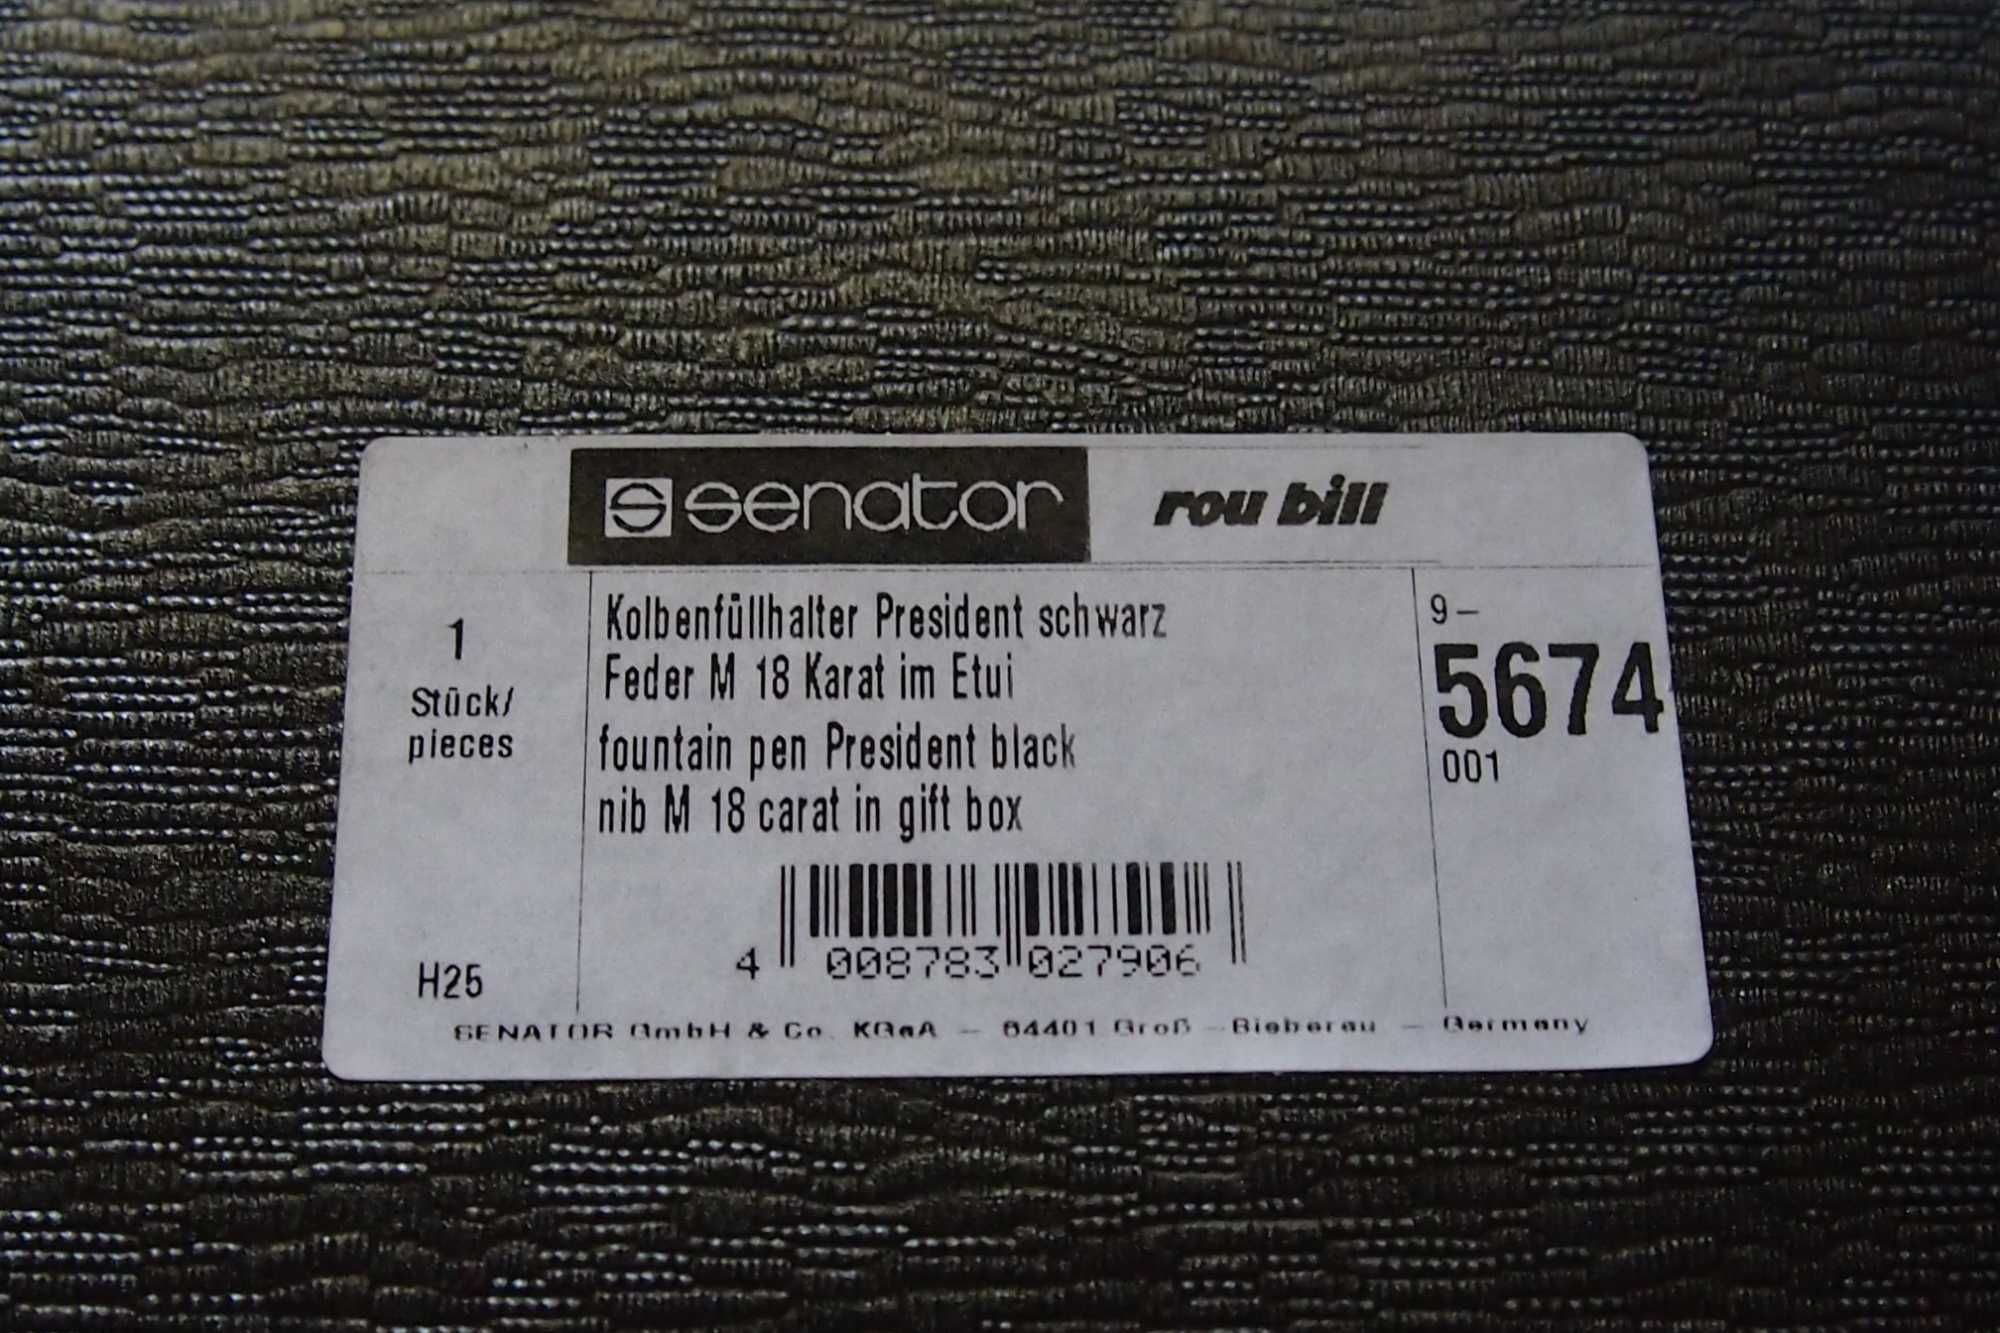 senator rou bill
1
Stück/
pieces
H25
Kolbenfüllhalter President schwarz
Feder M 18 Karat im Etui
fountain pen President black
nib M 18 carat in gift box
4 008783 027906
9-
5674
001
SENATOR GmbH & Co. KGaA - 64401 Groß-Bieberau - Germany